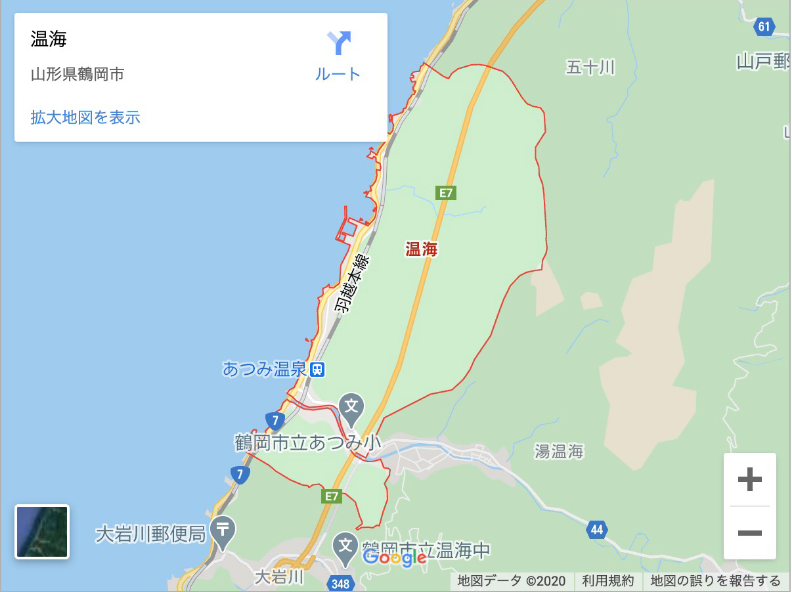 温海
山形県鶴岡市
ルート
拡大地図を表示
61
五十川
山戸郵
E7
温海
羽越本線
あつみ温泉
文
7
鶴岡市立あつみ小
湯温海
7
E7
大岩川郵便局
〒
44
文
鶴岡市立温海中
Google
大岩川
348
+
−
地図データ ©2020
利用規約
地図の誤りを報告する